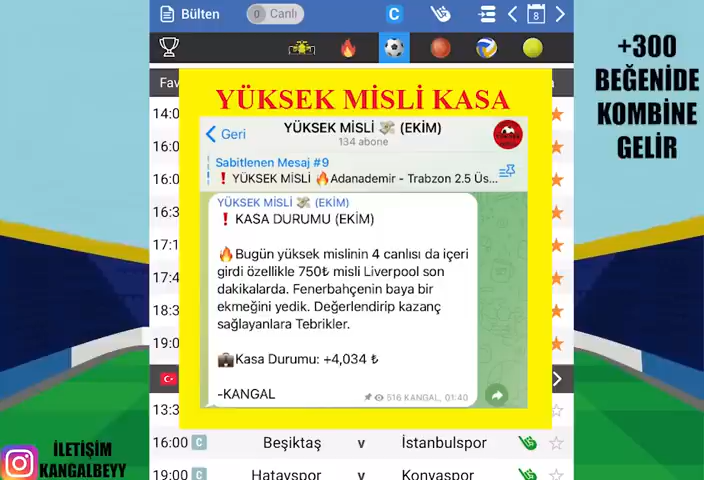 Bülten
0 Canlı
C
8
+300
BEĞENİDE
KOMBİNE
GELİR
Fav
YÜKSEK MİSLİ KASA
Geri
YÜKSEK MİSLİ 💸 (EKİM)
134 abone
Sabitlenen Mesaj #9
❗ YÜKSEK MİSLİ 🔥Adanademir - Trabzon 2.5 Üs...
YÜKSEK MİSLİ 💸 (EKİM)
❗ KASA DURUMU (EKİM)
🔥Bugün yüksek mislinin 4 canlısı da içeri
girdi özellikle 750₺ misli Liverpool son
dakikalarda. Fenerbahçenin baya bir
ekmeğini yedik. Değerlendirip kazanç
sağlayanlara Tebrikler.
💼Kasa Durumu: +4,034 ₺
-KANGAL
516 KANGAL, 01:40
14:0
16:0
16:0
16:3
17:1
17:4
18:3
19:0
13:3
16:00 C Beşiktaş v İstanbulspor
19:00 C Hatayspor v Konyaspor
İLETİŞİM
KANGALBEYY